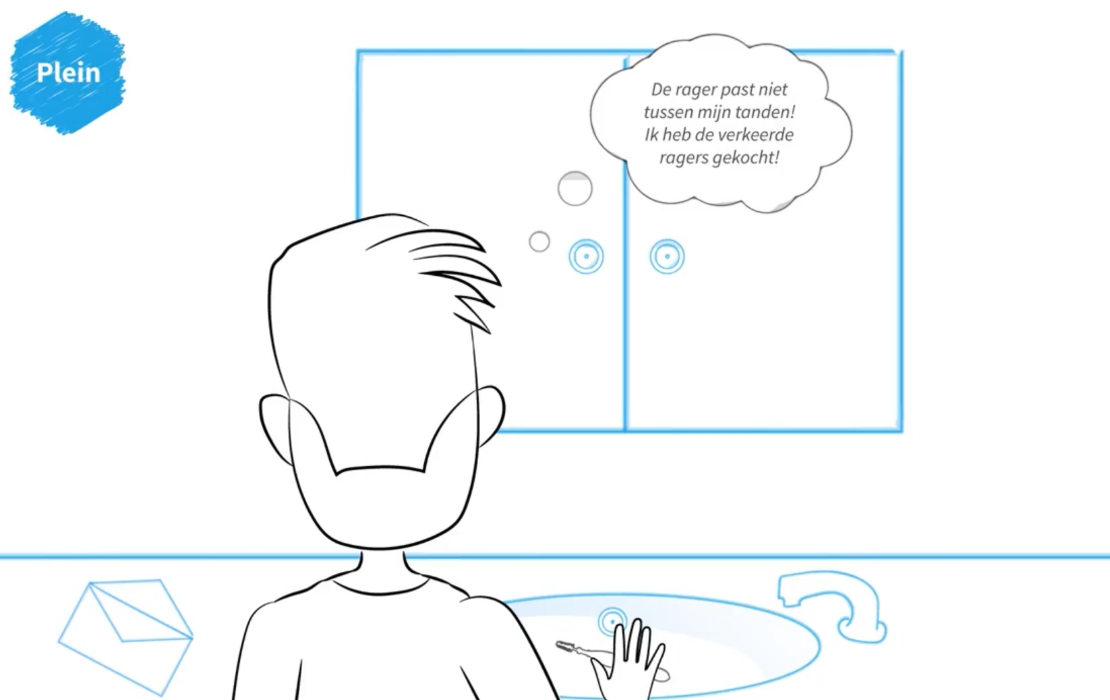 Plein
De rager past niet
tussen mijn tanden!
Ik heb de verkeerde
ragers gekocht!